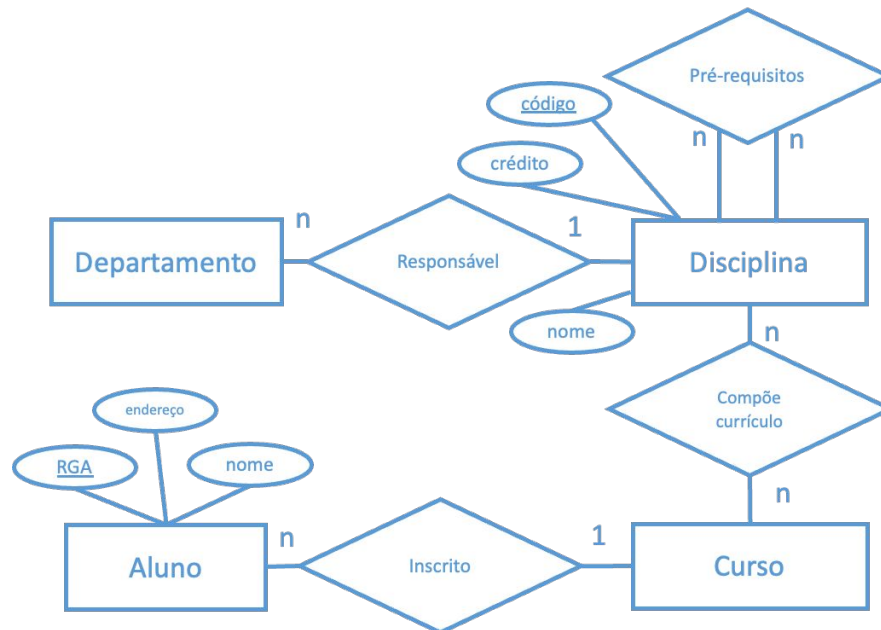 Pré-requisitos
código
n
n
crédito
n
1
Departamento
Responsável
Disciplina
nome
n
Compõe
currículo
endereço
RGA
nome
n
n
1
Aluno
Inscrito
Curso